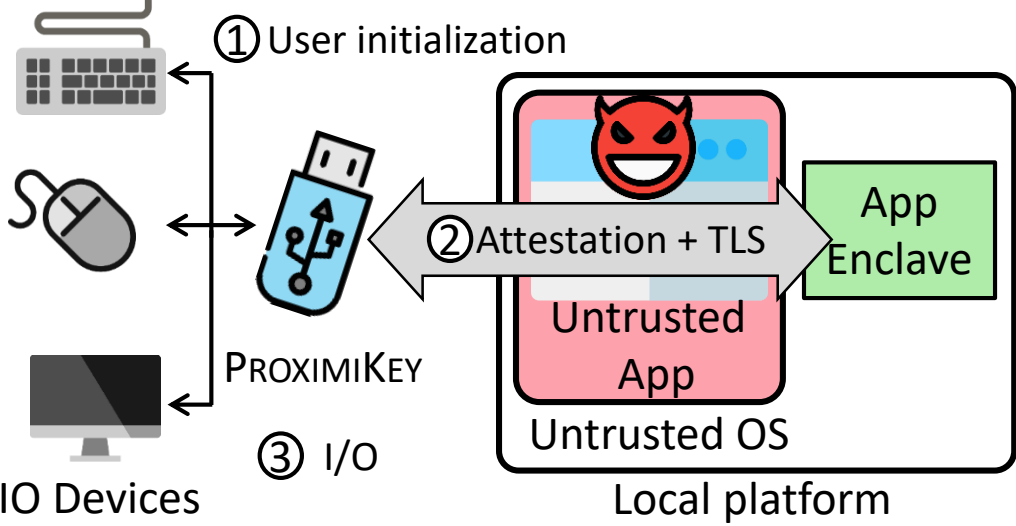 ① User initialization
② Attestation + TLS
App
Enclave
Untrusted
App
PROXIMIKEY
Untrusted OS
③ I/O
IO Devices
Local platform